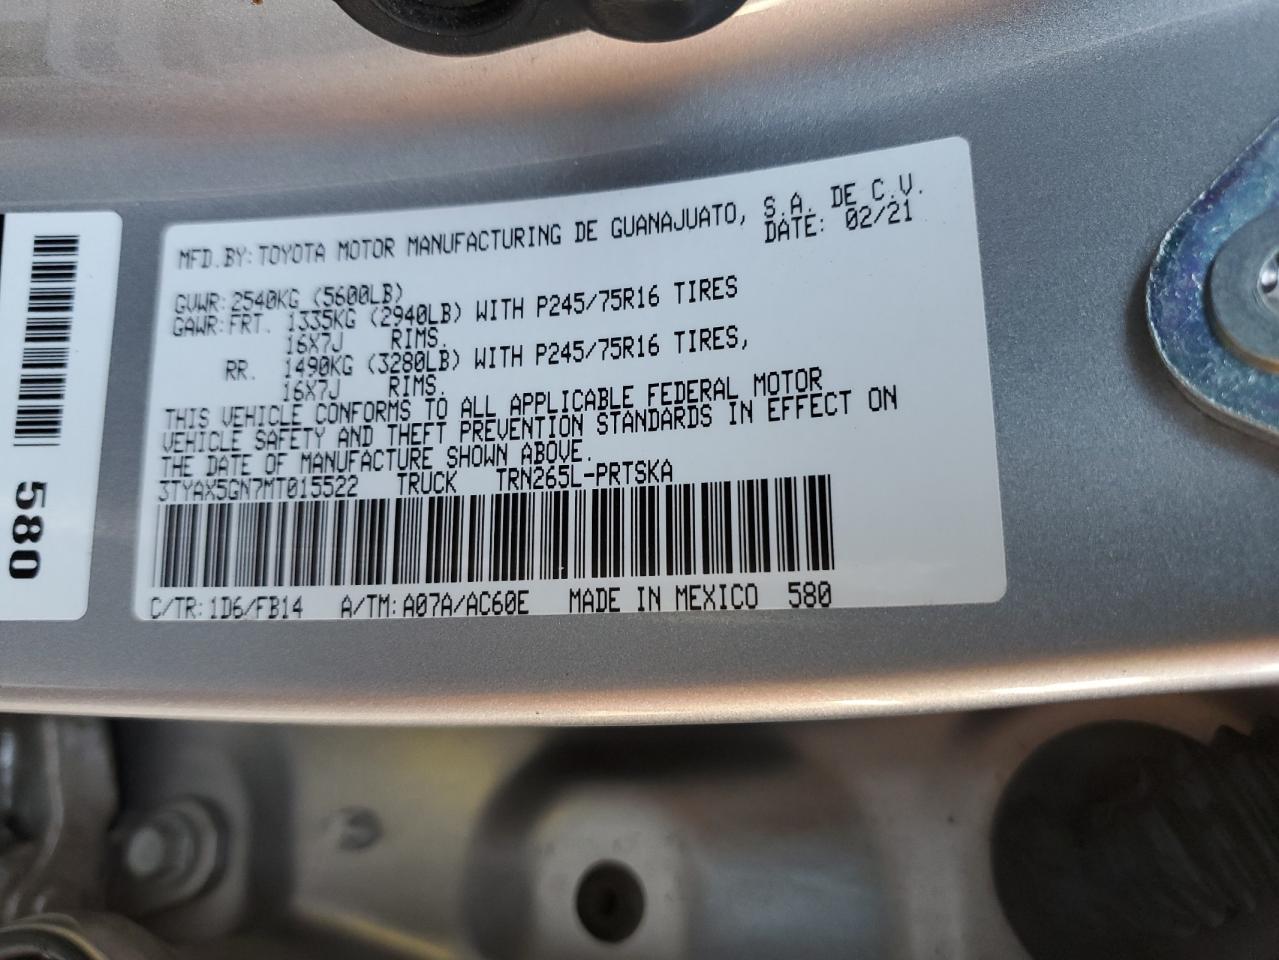 MFD.BY: TOYOTA MOTOR MANUFACTURING DE GUANAJUATO, S.A. DE C.V.
DATE: 02/21
GVWR: 2540KG (5600LB)
GAWR: FRT. 1335KG (2940LB) WITH P245/75R16 TIRES
16X7J RIMS.
RR. 1490KG (3280LB) WITH P245/75R16 TIRES,
16X7J RIMS.
THIS VEHICLE CONFORMS TO ALL APPLICABLE FEDERAL MOTOR
VEHICLE SAFETY AND THEFT PREVENTION STANDARDS IN EFFECT ON
THE DATE OF MANUFACTURE SHOWN ABOVE.
3TYAX5GN7MT015522 TRUCK TRN265L-PRTSKA
C/TR: 1D6/FB14 A/TM: A07A/AC60E MADE IN MEXICO 580
580